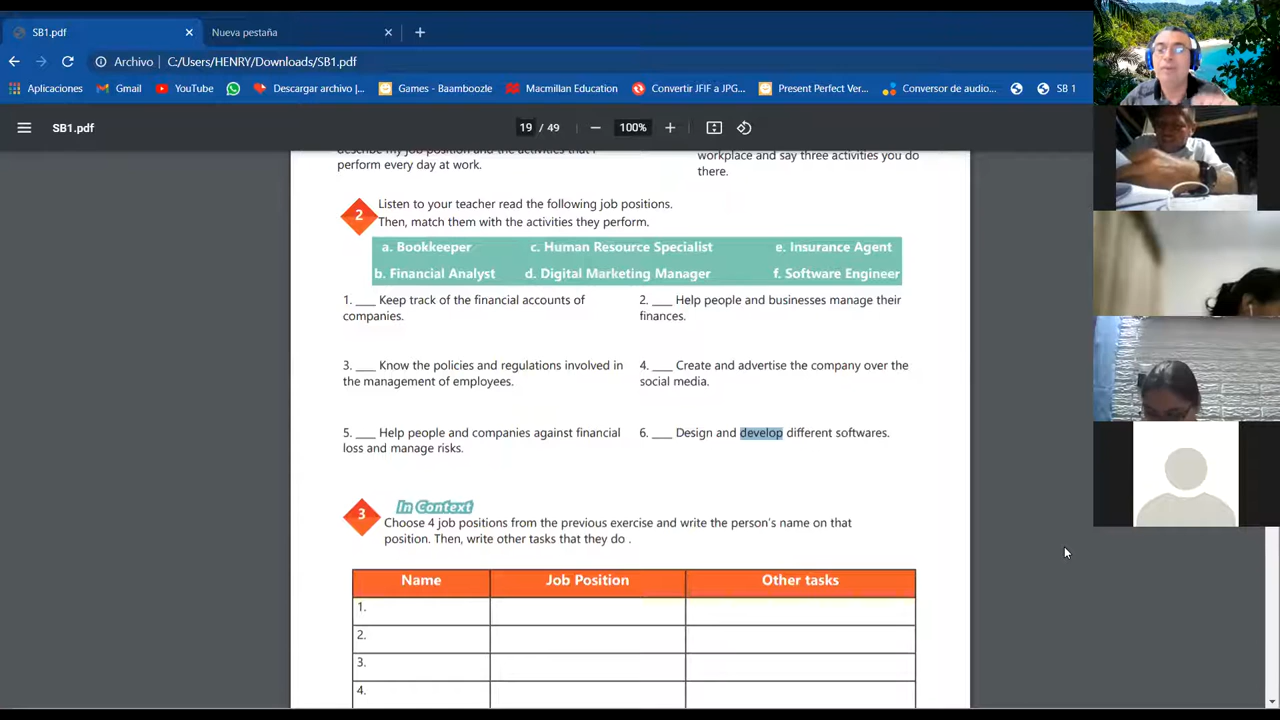 SB1.pdf
Nueva pestaña
Archivo C:/Users/HENRY/Downloads/SB1.pdf
Aplicaciones Gmail YouTube Descargar archivo |... Games - Baamboozle Macmillan Education Convertir JFIF a JPG... Present Perfect Ver... Conversor de audio... SB 1
SB1.pdf 19 / 49 100%
perform every day at work.
workplace and say three activities you do
there.
2 Listen to your teacher read the following job positions.
Then, match them with the activities they perform.
a. Bookkeeper c. Human Resource Specialist e. Insurance Agent
b. Financial Analyst d. Digital Marketing Manager f. Software Engineer
1. ___ Keep track of the financial accounts of
companies.
2. ___ Help people and businesses manage their
finances.
3. ___ Know the policies and regulations involved in
the management of employees.
4. ___ Create and advertise the company over the
social media.
5. ___ Help people and companies against financial
loss and manage risks.
6. ___ Design and develop different softwares.
3 In Context
Choose 4 job positions from the previous exercise and write the person's name on that
position. Then, write other tasks that they do .
Name Job Position Other tasks
1.
2.
3.
4.